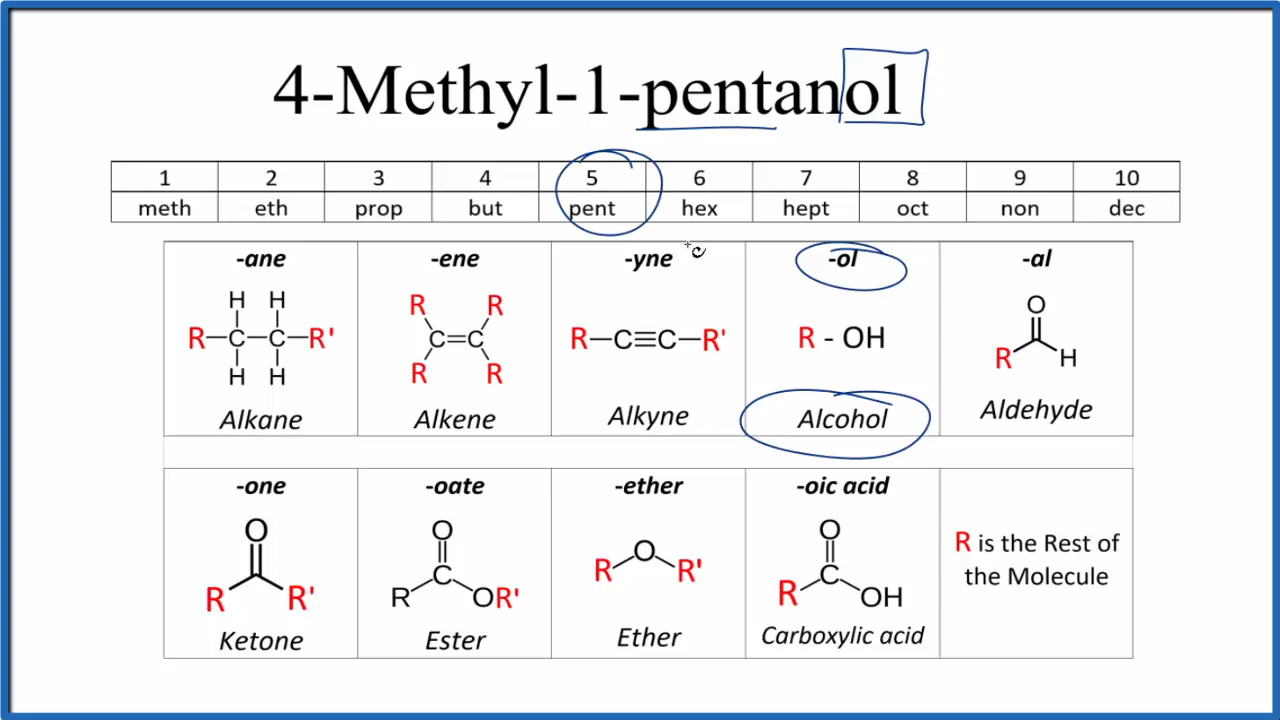 4-Methyl-1-pentanol
1 2 3 4 5 6 7 8 9 10
meth eth prop but pent hex hept oct non dec
-ane -ene -yne -ol -al
H H R R O
R-C-C-R' C=C R-C≡C-R' R - OH R H
H H R R
Alkane Alkene Alkyne Alcohol Aldehyde
-one -oate -ether -oic acid
O O O O
R R' R C OR' R R' R C OH
Ketone Ester Ether Carboxylic acid
R is the Rest of
the Molecule